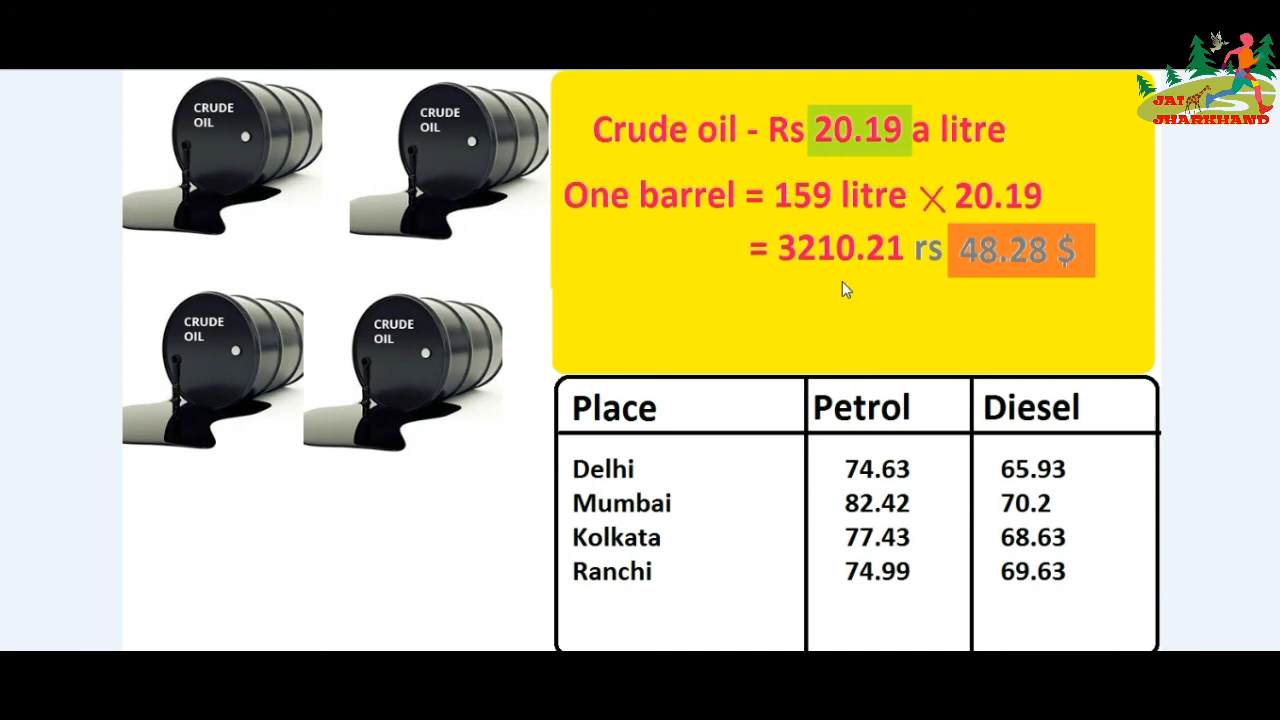 CRUDE
OIL
CRUDE
OIL
Crude oil - Rs 20.19 a litre
One barrel = 159 litre × 20.19
= 3210.21 rs 48.28 $
JAI
JHARKHAND
CRUDE
OIL
CRUDE
OIL
Place Petrol Diesel
Delhi 74.63 65.93
Mumbai 82.42 70.2
Kolkata 77.43 68.63
Ranchi 74.99 69.63